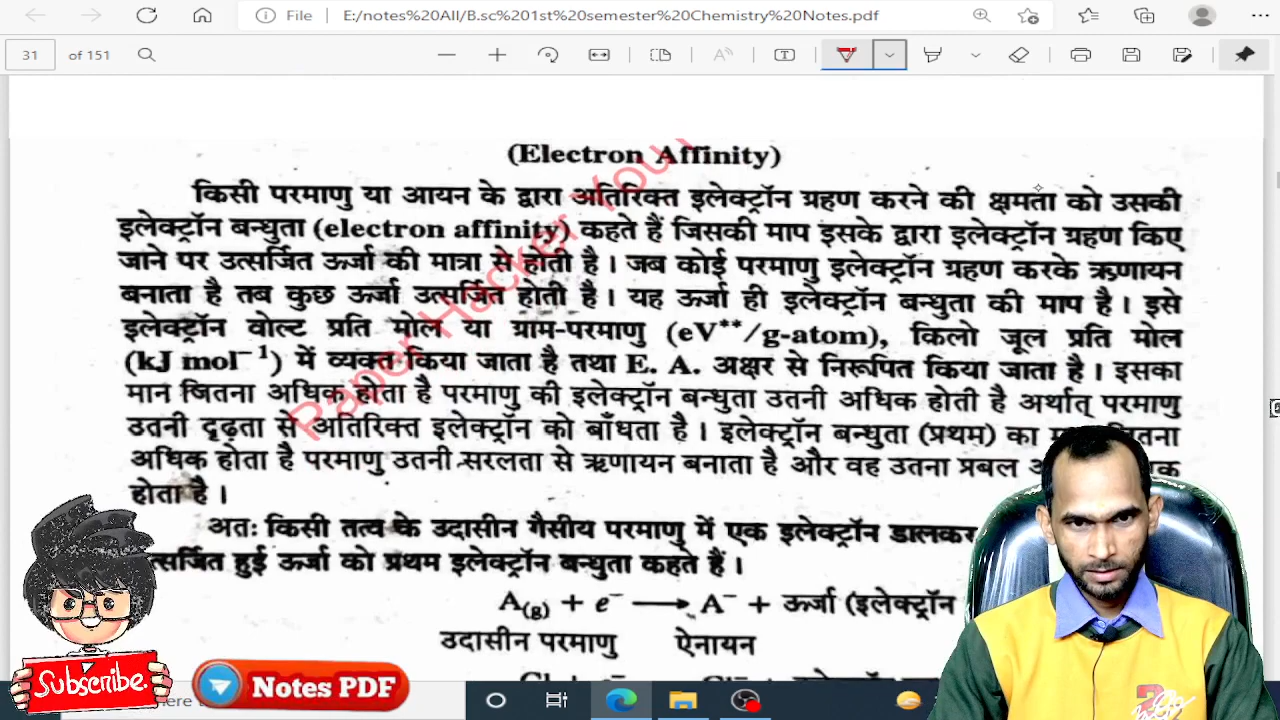 File
E:/notes%20All/B.sc%201st%20semester%20Chemistry%20Notes.pdf
31 of 151
(Electron Affinity)
किसी परमाणु या आयन के द्वारा अतिरिक्त इलेक्ट्रॉन ग्रहण करने की क्षमता को उसकी
इलेक्ट्रॉन बन्धुता (electron affinity) कहते हैं जिसकी माप इसके द्वारा इलेक्ट्रॉन ग्रहण किए
जाने पर उत्सर्जित ऊर्जा की मात्रा से होती है। जब कोई परमाणु इलेक्ट्रॉन ग्रहण करके ऋणायन
बनाता है तब कुछ ऊर्जा उत्सर्जित होती है। यह ऊर्जा ही इलेक्ट्रॉन बन्धुता की माप है। इसे
इलेक्ट्रॉन वोल्ट प्रति मोल या ग्राम-परमाणु (eV**/g-atom), किलो जूल प्रति मोल
(kJ mol⁻¹) में व्यक्त किया जाता है तथा E. A. अक्षर से निरूपित किया जाता है। इसका
मान जितना अधिक होता है परमाणु की इलेक्ट्रॉन बन्धुता उतनी अधिक होती है अर्थात् परमाणु
उतनी दृढ़ता से अतिरिक्त इलेक्ट्रॉन को बाँधता है। इलेक्ट्रॉन बन्धुता (प्रथम) का
अधिक होता है परमाणु उतनी सरलता से ऋणायन बनाता है और वह उतना प्रबल
होता है।
अतः किसी तत्व के उदासीन गैसीय परमाणु में एक इलेक्ट्रॉन डालकर
हुई ऊर्जा को प्रथम इलेक्ट्रॉन बन्धुता कहते हैं।
A(g) + e⁻ ⟶ A⁻ + ऊर्जा (इलेक्ट्रॉन
उदासीन परमाणु ऐनायन
Paper Hacker You
Subscribe
Notes PDF